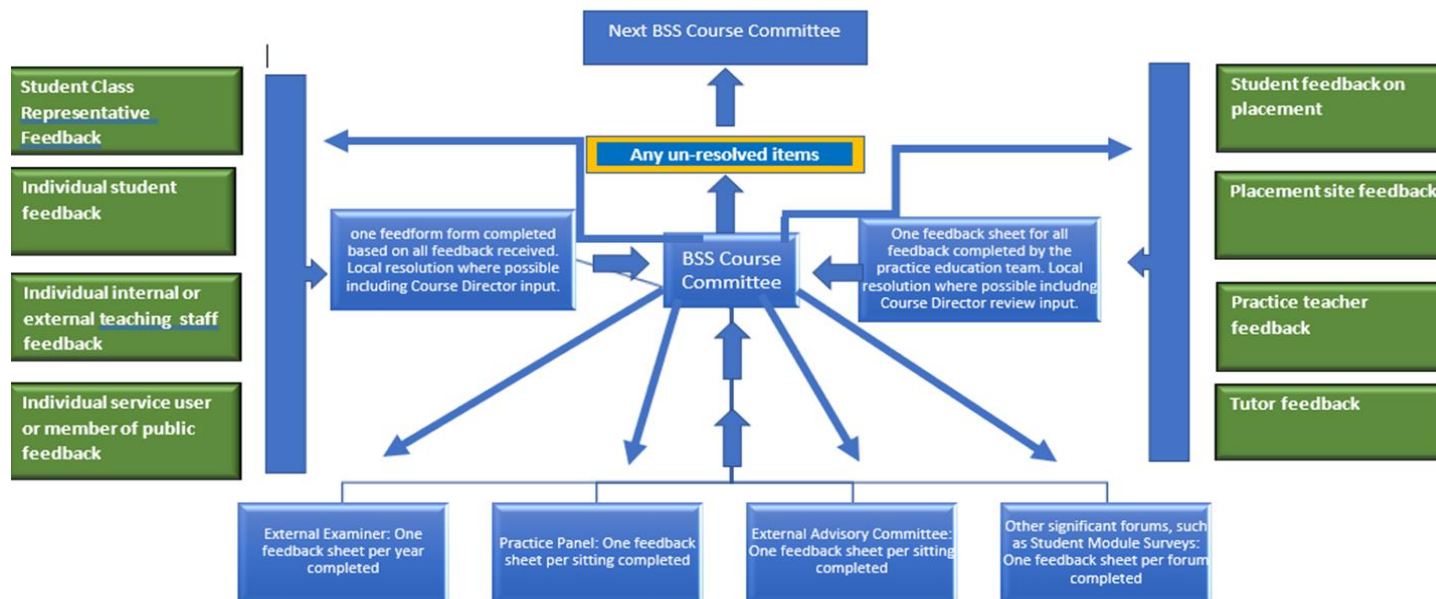 Next BSS Course Committee
Student Class
Representative
Feedback
Individual student
feedback
Individual internal or
external teaching staff
feedback
Individual service user
or member of public
feedback
one feedform form completed
based on all feedback received.
Local resolution where possible
including Course Director input.
Any un-resolved items
BSS Course
Committee
One feedback sheet for all
feedback completed by the
practice education team. Local
resolution where possible includng
Course Director review input.
Student feedback on
placement
Placement site feedback
Practice teacher
feedback
Tutor feedback
External Examiner: One
feedback sheet per year
completed
Practice Panel: One feedback
sheet per sitting completed
External Advisory Committee:
One feedback sheet per sitting
completed
Other significant forums, such
as Student Module Surveys:
One feedback sheet per forum
completed